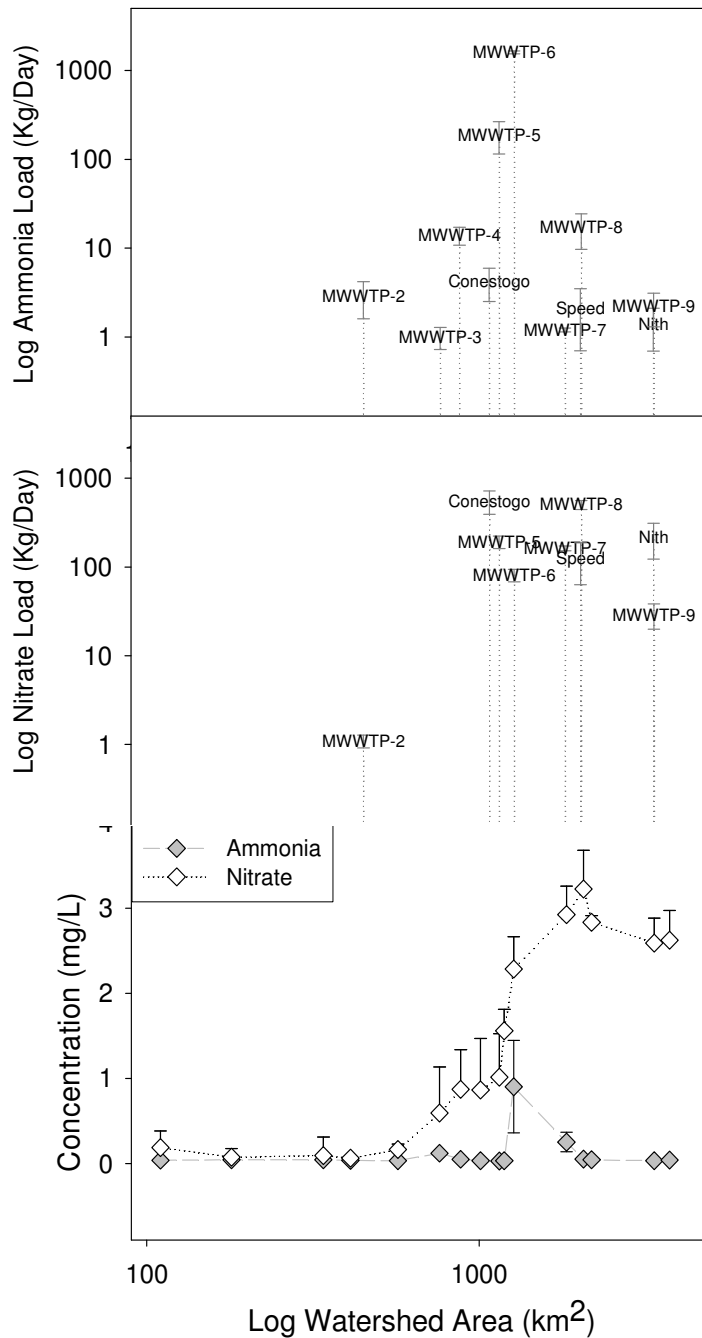 Log Ammonia Load (Kg/Day)
1000
100
10
1
MWWTP-6
MWWTP-5
MWWTP-4
MWWTP-8
Conestogo
MWWTP-2
Speed
MWWTP-9
MWWTP-3
MWWTP-7
Nith
Log Nitrate Load (Kg/Day)
1000
100
10
1
Conestogo
MWWTP-8
MWWTP-5
MWWTP-7
Nith
Speed
MWWTP-6
MWWTP-9
MWWTP-2
Concentration (mg/L)
4
3
2
1
0
Ammonia
Nitrate
100
1000
Log Watershed Area (km2)